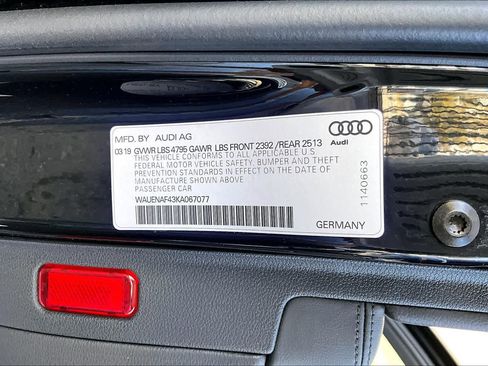 MFD. BY AUDI AG
03.19 GVWR LBS 4795 GAWR LBS FRONT 2392 / REAR 2513
THIS VEHICLE CONFORMS TO ALL APPLICABLE U.S.
FEDERAL MOTOR VEHICLE SAFETY, BUMPER AND THEFT
PREVENTION STANDARDS IN EFFECT ON THE DATE OF
MANUFACTURE SHOWN ABOVE.
PASSENGER CAR
WAUENAF43KA067077
Audi
1140663
GERMANY